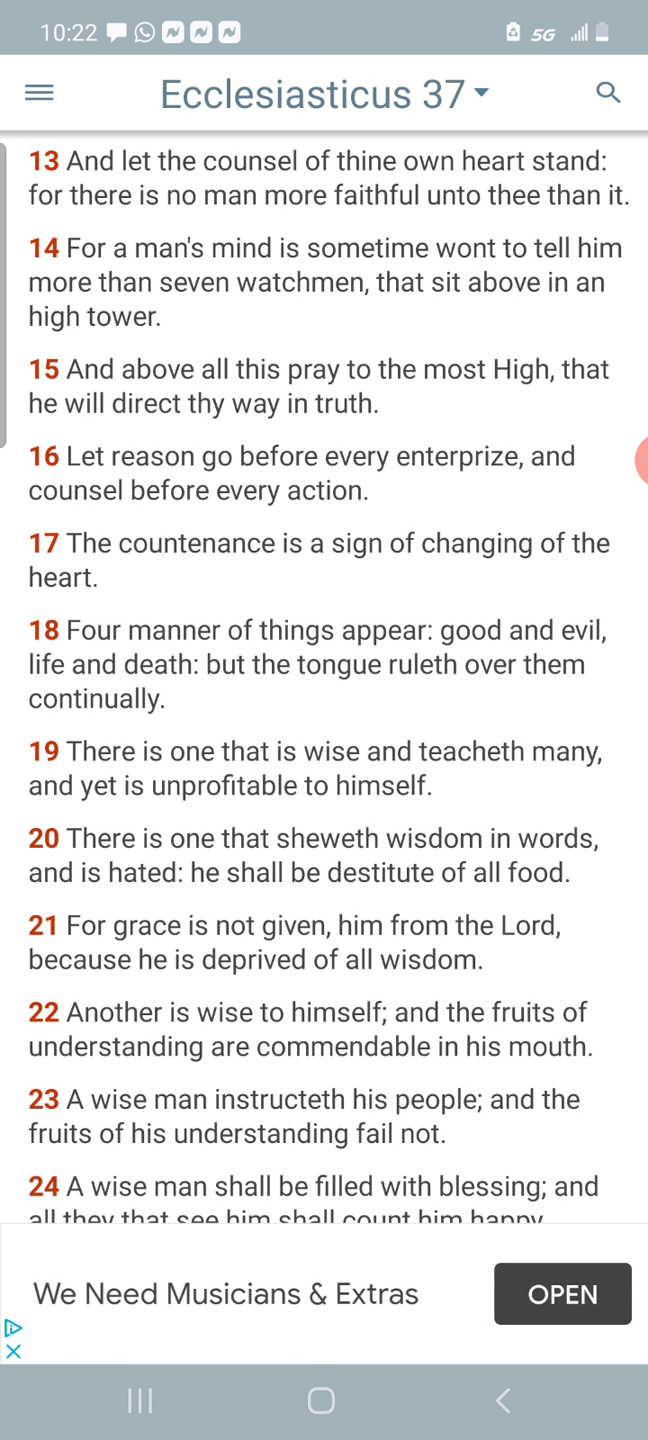 10:22
5G
Ecclesiasticus 37
13 And let the counsel of thine own heart stand:
for there is no man more faithful unto thee than it.
14 For a man's mind is sometime wont to tell him
more than seven watchmen, that sit above in an
high tower.
15 And above all this pray to the most High, that
he will direct thy way in truth.
16 Let reason go before every enterprize, and
counsel before every action.
17 The countenance is a sign of changing of the
heart.
18 Four manner of things appear: good and evil,
life and death: but the tongue ruleth over them
continually.
19 There is one that is wise and teacheth many,
and yet is unprofitable to himself.
20 There is one that sheweth wisdom in words,
and is hated: he shall be destitute of all food.
21 For grace is not given, him from the Lord,
because he is deprived of all wisdom.
22 Another is wise to himself; and the fruits of
understanding are commendable in his mouth.
23 A wise man instructeth his people; and the
fruits of his understanding fail not.
24 A wise man shall be filled with blessing; and
all they that see him shall count him happy
We Need Musicians & Extras
OPEN